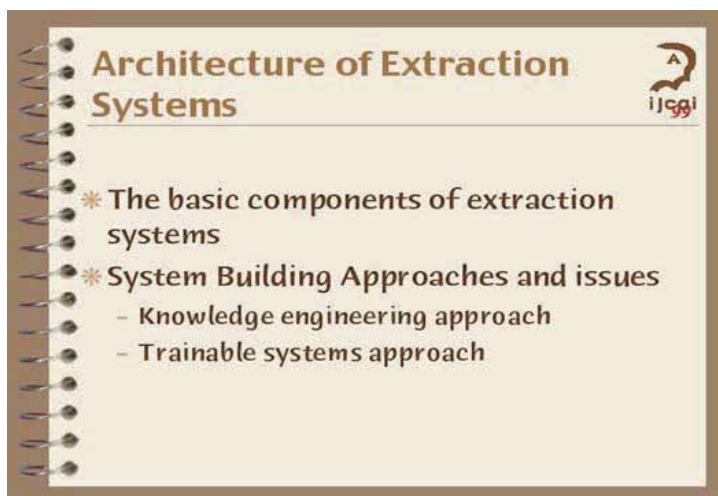 Architecture of Extraction
Systems
A
ijcai
99
* The basic components of extraction
systems
* System Building Approaches and issues
– Knowledge engineering approach
– Trainable systems approach